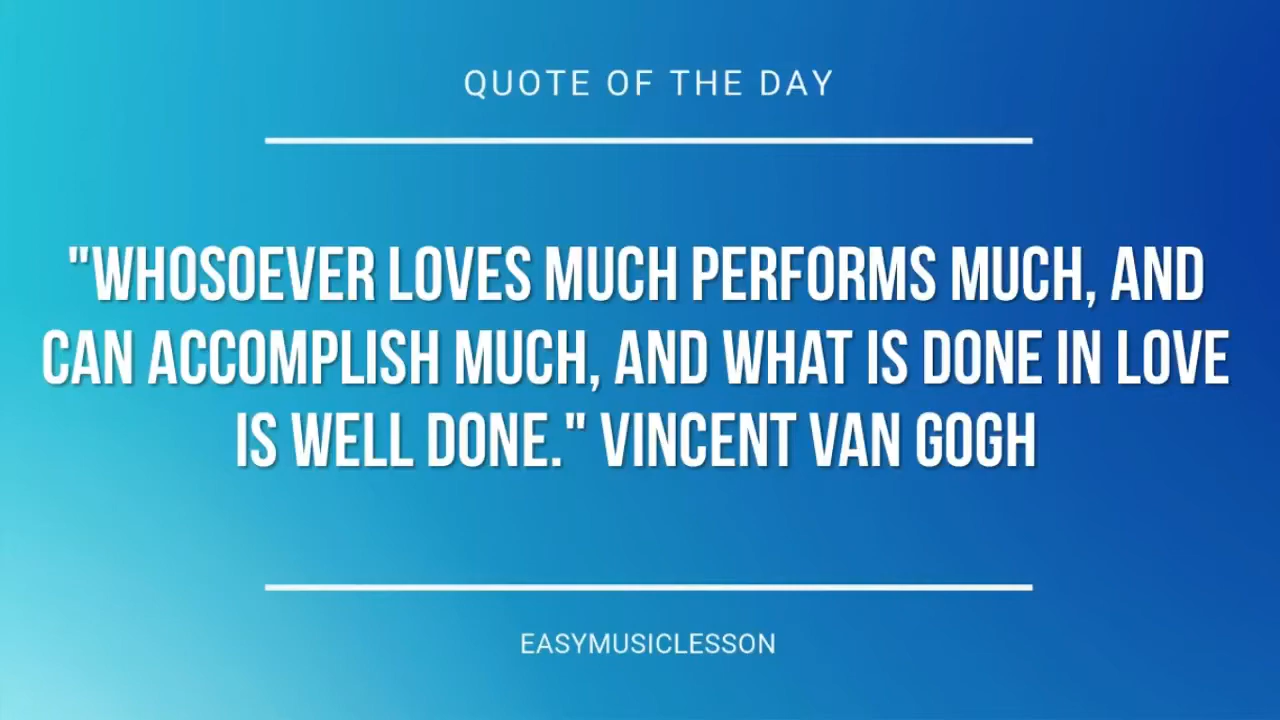 QUOTE OF THE DAY
"WHOSOEVER LOVES MUCH PERFORMS MUCH, AND
CAN ACCOMPLISH MUCH, AND WHAT IS DONE IN LOVE
IS WELL DONE." VINCENT VAN GOGH
EASYMUSICLESSON